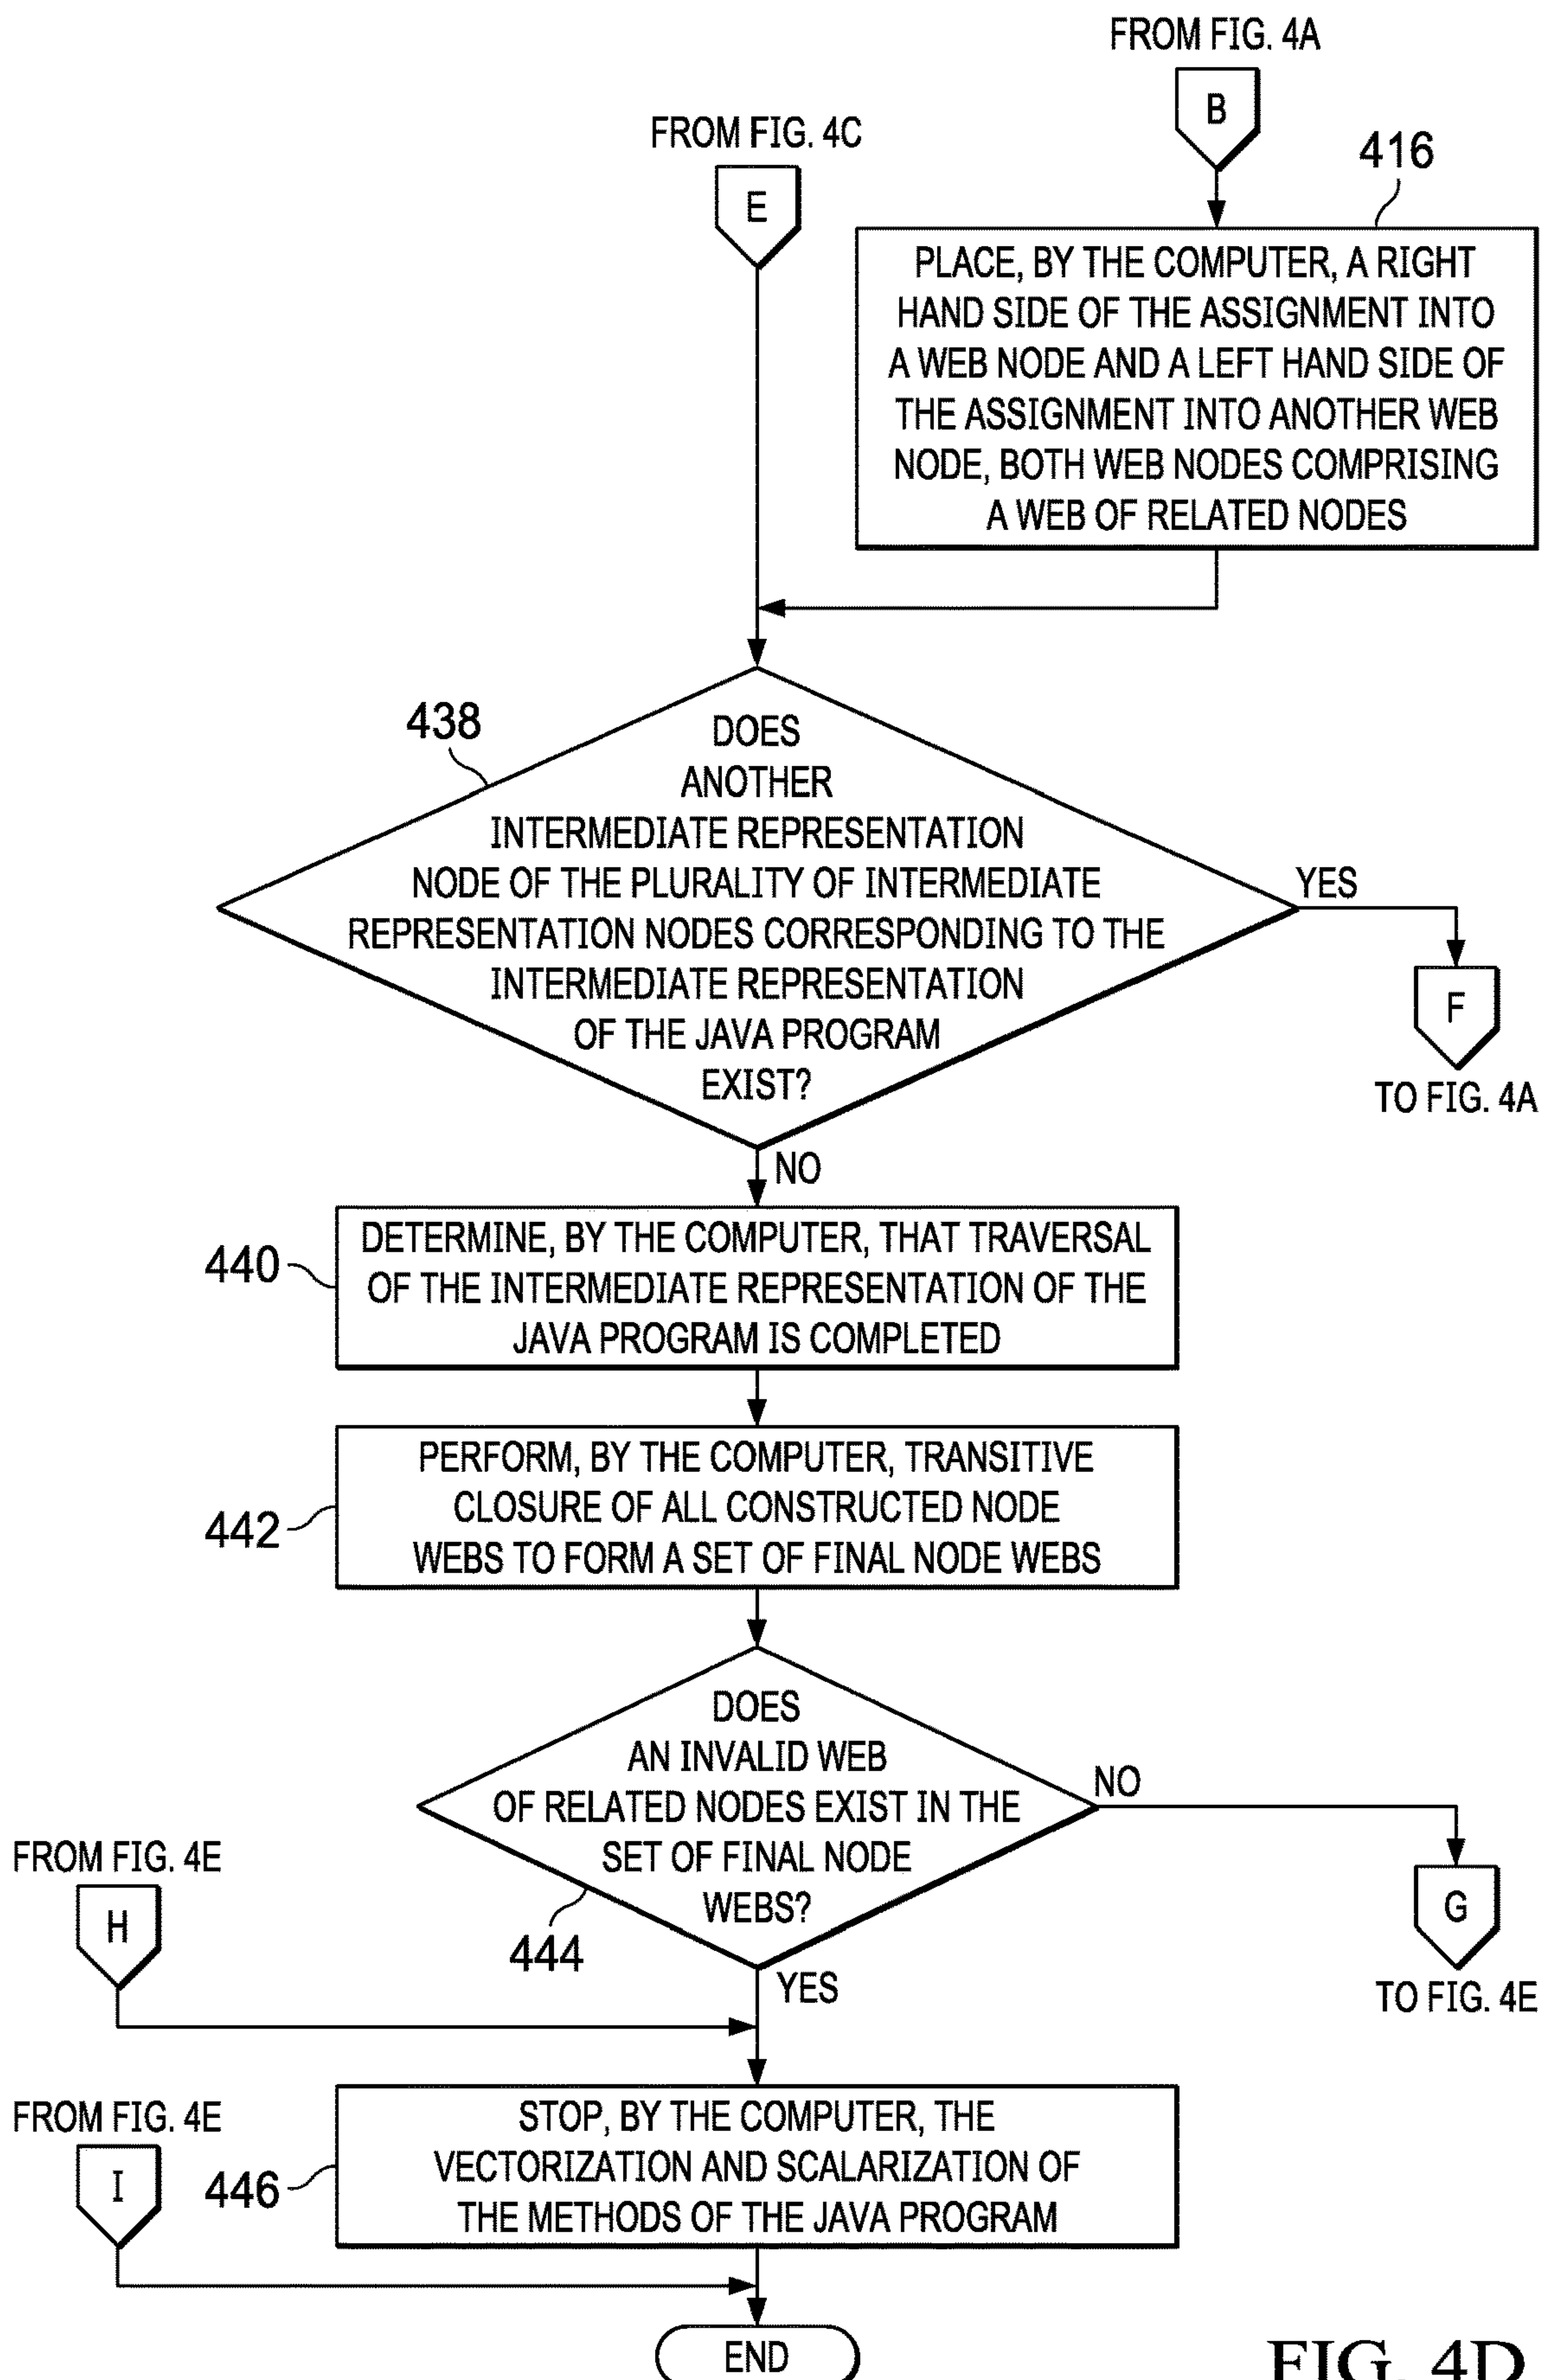 FROM FIG. 4A
B
FROM FIG. 4C
E
416
PLACE, BY THE COMPUTER, A RIGHT
HAND SIDE OF THE ASSIGNMENT INTO
A WEB NODE AND A LEFT HAND SIDE OF
THE ASSIGNMENT INTO ANOTHER WEB
NODE, BOTH WEB NODES COMPRISING
A WEB OF RELATED NODES
438
DOES
ANOTHER
INTERMEDIATE REPRESENTATION
NODE OF THE PLURALITY OF INTERMEDIATE
REPRESENTATION NODES CORRESPONDING TO THE
INTERMEDIATE REPRESENTATION
OF THE JAVA PROGRAM
EXIST?
YES
F
TO FIG. 4A
NO
440
DETERMINE, BY THE COMPUTER, THAT TRAVERSAL
OF THE INTERMEDIATE REPRESENTATION OF THE
JAVA PROGRAM IS COMPLETED
442
PERFORM, BY THE COMPUTER, TRANSITIVE
CLOSURE OF ALL CONSTRUCTED NODE
WEBS TO FORM A SET OF FINAL NODE WEBS
DOES
AN INVALID WEB
OF RELATED NODES EXIST IN THE
SET OF FINAL NODE
WEBS?
444
NO
G
TO FIG. 4E
FROM FIG. 4E
H
YES
FROM FIG. 4E
I
446
STOP, BY THE COMPUTER, THE
VECTORIZATION AND SCALARIZATION OF
THE METHODS OF THE JAVA PROGRAM
END
FIG. 4D